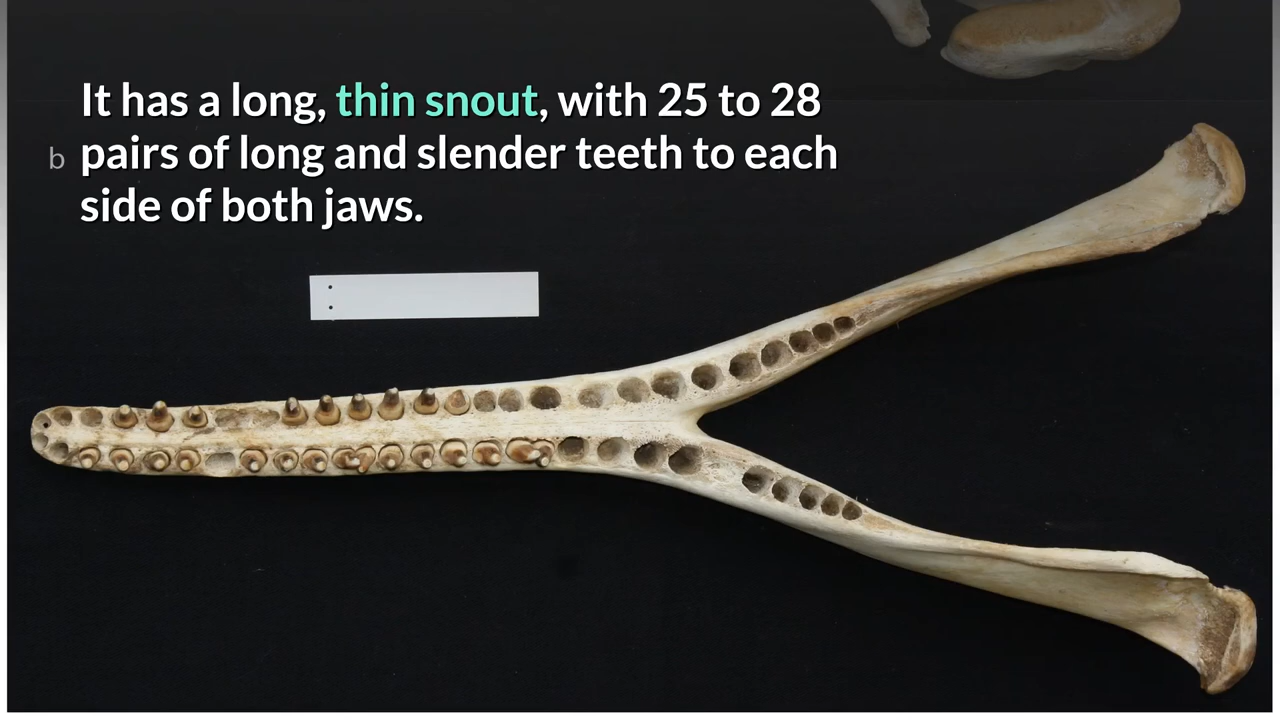 It has a long, thin snout, with 25 to 28
b pairs of long and slender teeth to each
side of both jaws.